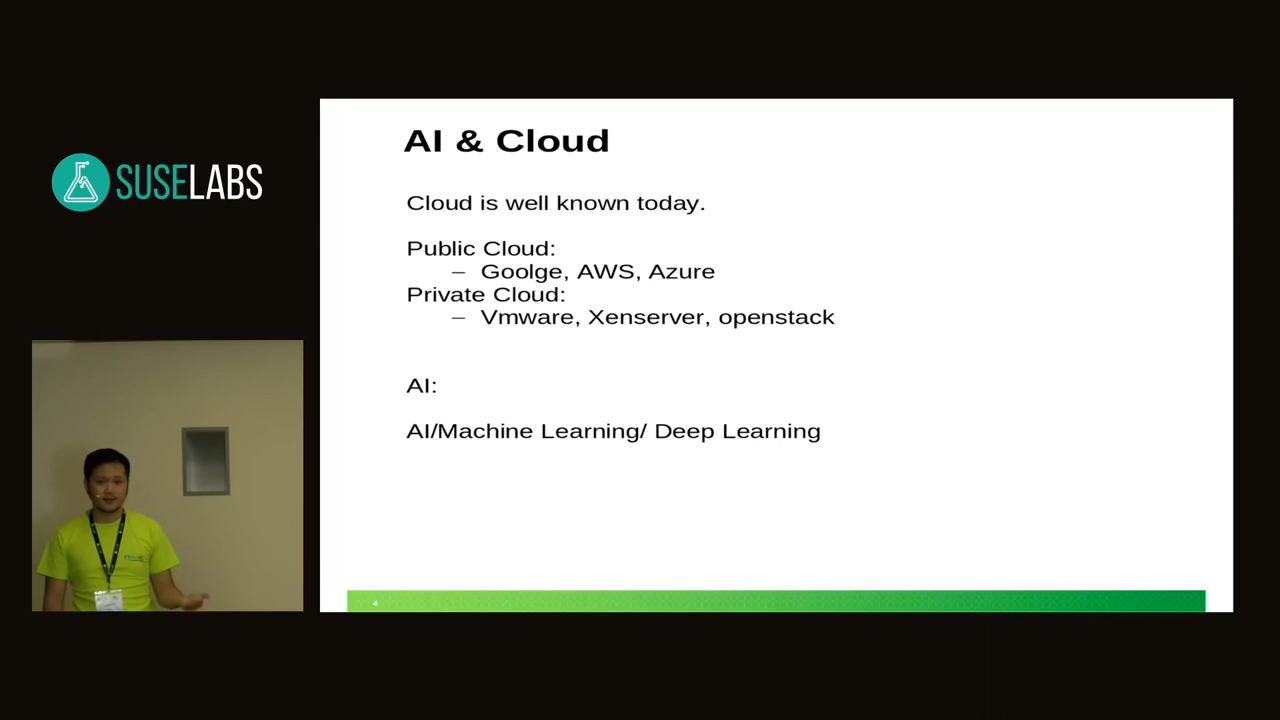 SUSELABS
AI & Cloud
Cloud is well known today.
Public Cloud:
– Goolge, AWS, Azure
Private Cloud:
– Vmware, Xenserver, openstack
AI:
AI/Machine Learning/ Deep Learning
4